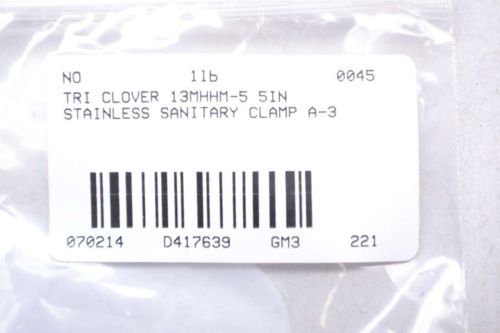 NO 1lb 0045
TRI CLOVER 13MHHM-5 5IN
STAINLESS SANITARY CLAMP A-3
070214 D417639 GM3 221